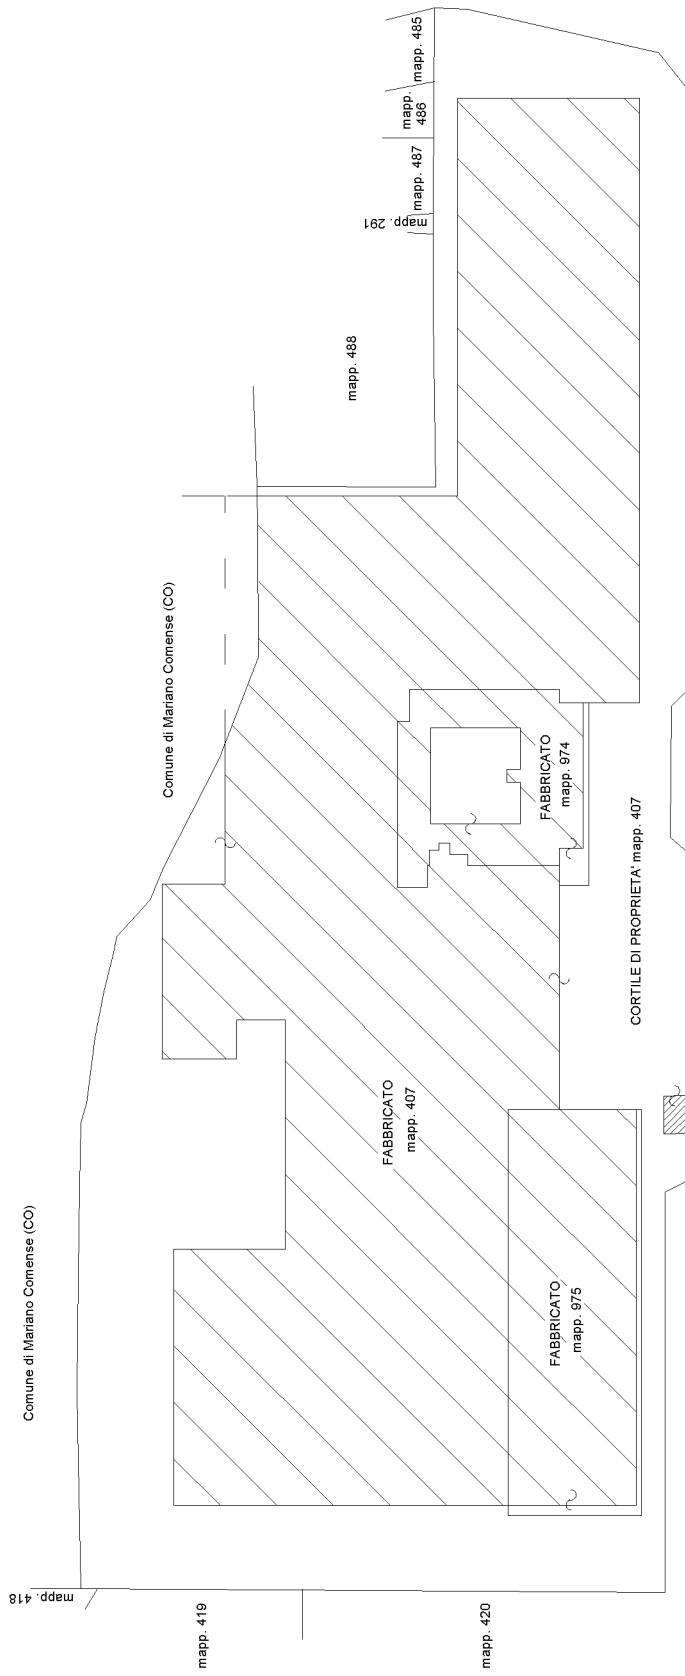 mapp. 485
mapp.
486
mapp. 487
mapp. 291
mapp. 488
Comune di Mariano Comense (CO)
FABBRICATO
mapp. 974
CORTILE DI PROPRIETA' mapp. 407
FABBRICATO
mapp. 407
Comune di Mariano Comense (CO)
FABBRICATO
mapp. 975
mapp. 418
mapp. 419
mapp. 420